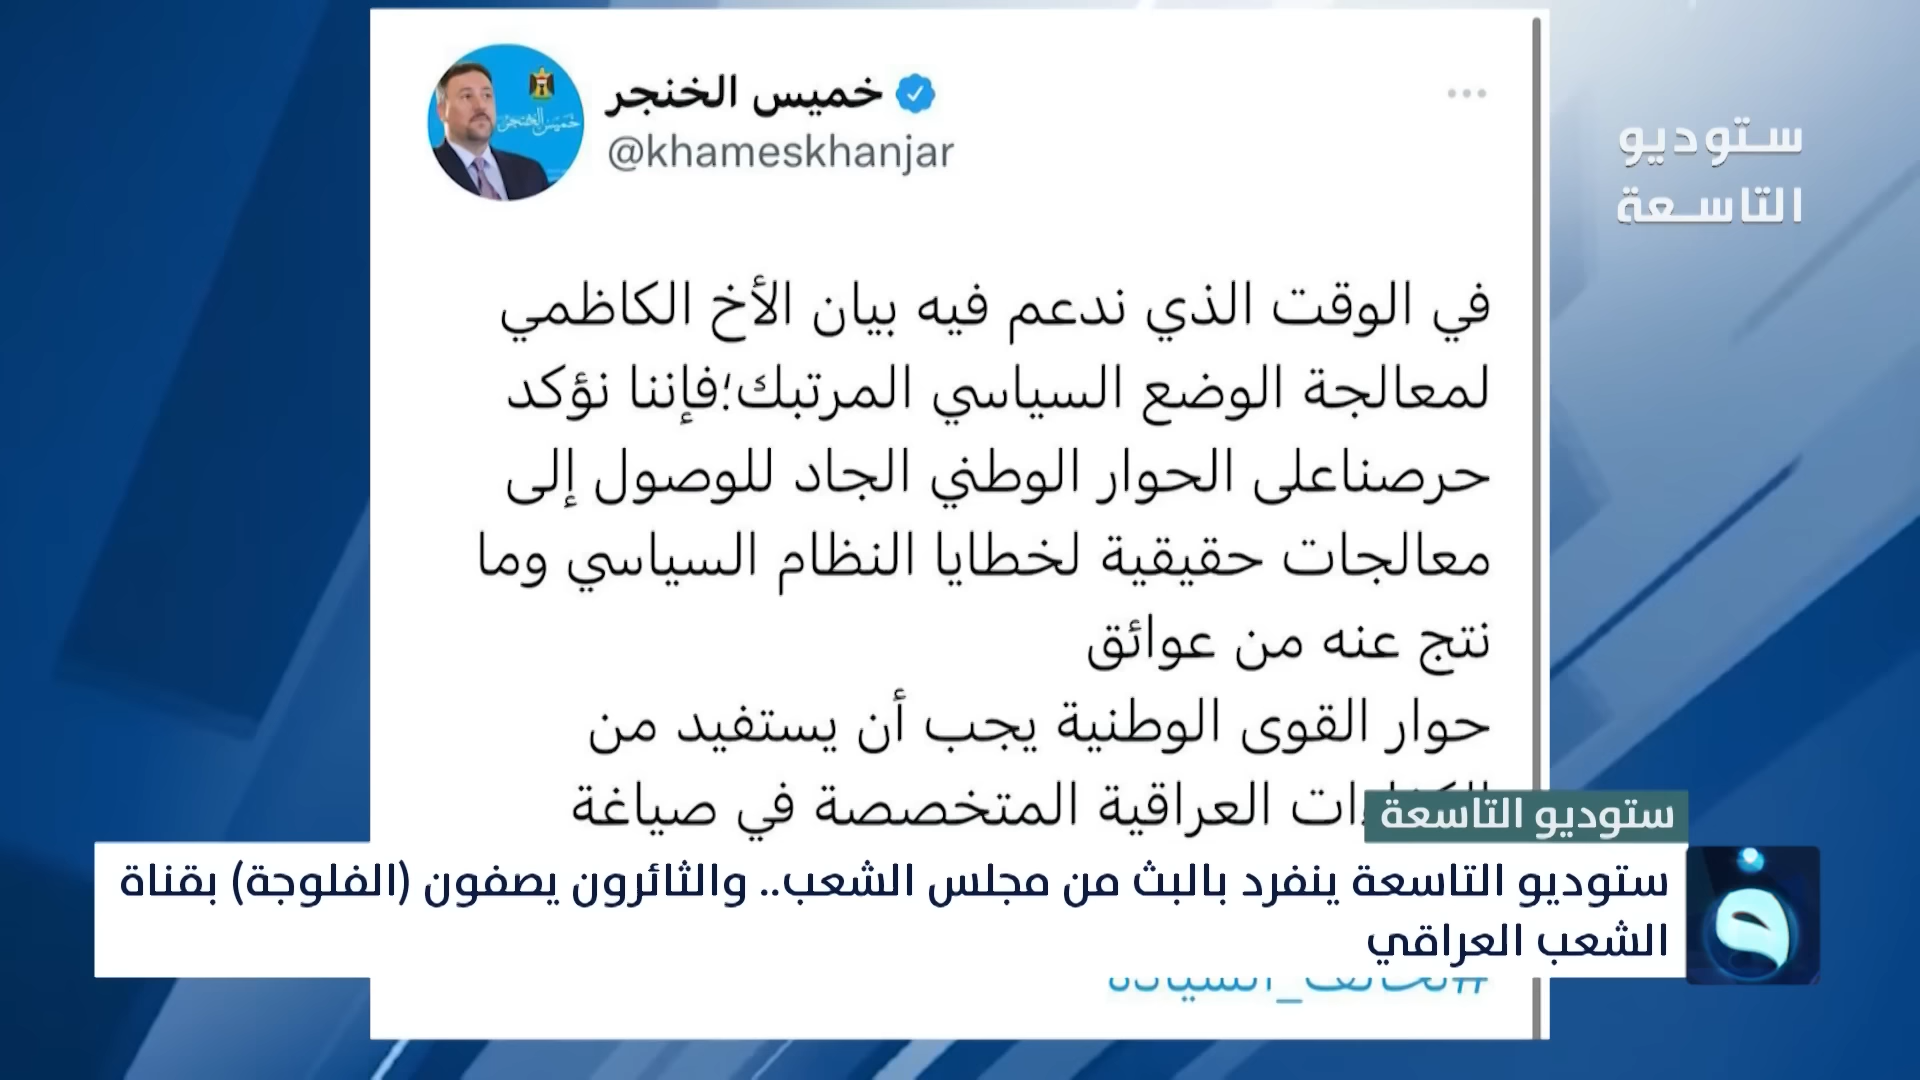 خميس الخنجر
@khameskhanjar
ستوديو
التاسعة
في الوقت الذي ندعم فيه بيان الأخ الكاظمي
لمعالجة الوضع السياسي المرتبك؛فإننا نؤكد
حرصناعلى الحوار الوطني الجاد للوصول إلى
معالجات حقيقية لخطايا النظام السياسي وما
نتج عنه من عوائق
حوار القوى الوطنية يجب أن يستفيد من
العراقية المتخصصة في صياغة
ستوديو التاسعة
ستوديو التاسعة ينفرد بالبث من مجلس الشعب.. والثائرون يصفون (الفلوجة) بقناة
الشعب العراقي